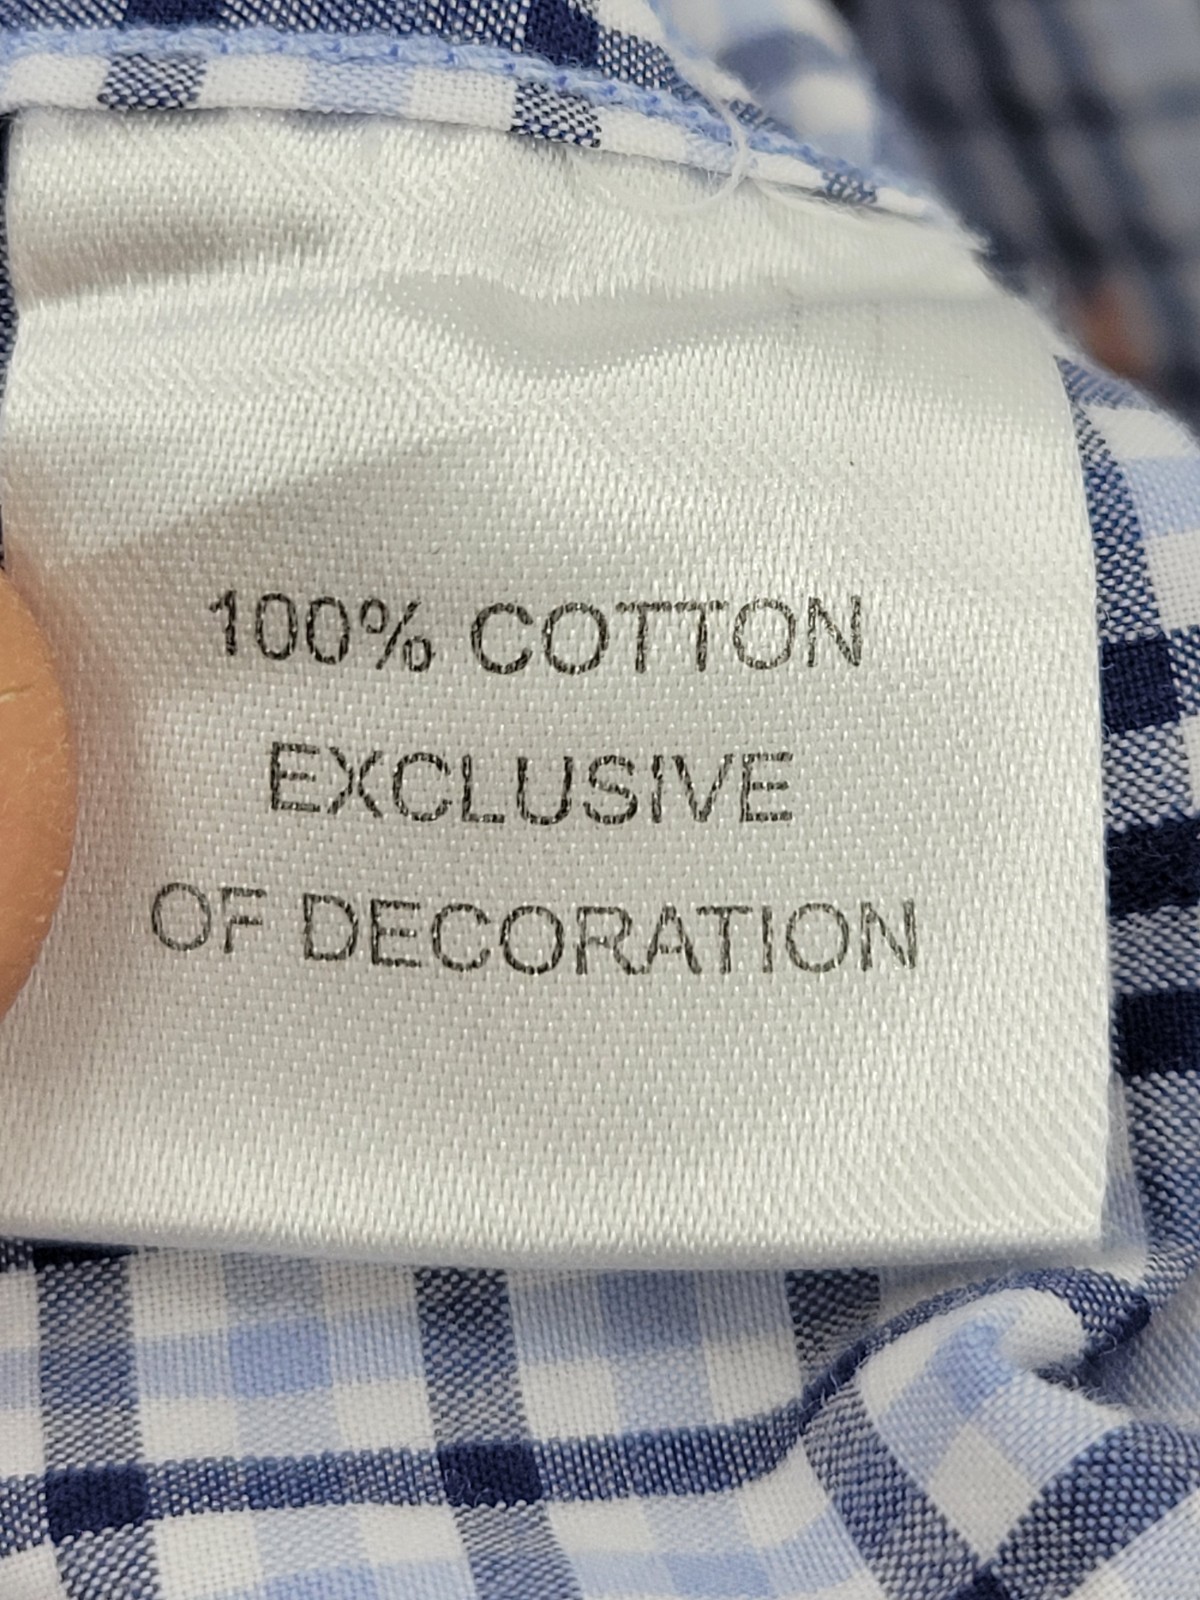 100% COTTON
EXCLUSIVE
OF DECORATION